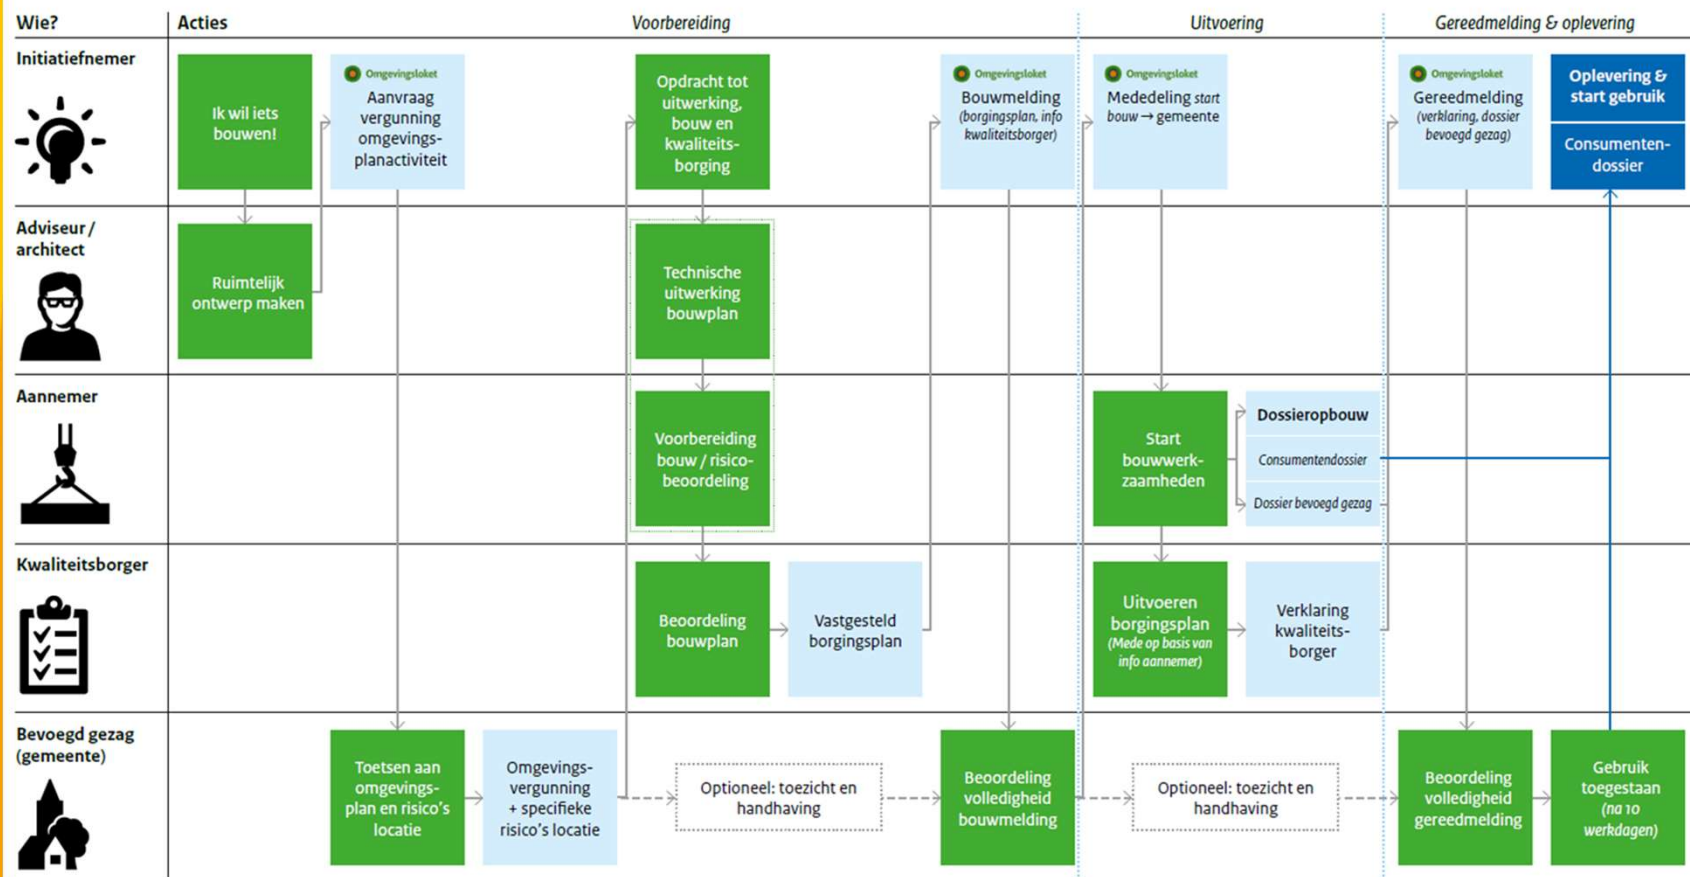 Wie?
Acties
Voorbereiding
Uitvoering
Gereedmelding & oplevering
Initiatiefnemer
Ik wil iets
bouwen!
Omgevingsloket
Aanvraag
vergunning
omgevings-
planactiviteit
Opdracht tot
uitwerking,
bouw en
kwaliteits-
borging
Omgevingsloket
Bouwmelding
(borgingsplan, info
kwaliteitsborger)
Omgevingsloket
Mededeling start
bouw → gemeente
Omgevingsloket
Gereedmelding
(verklaring, dossier
bevoegd gezag)
Oplevering &
start gebruik
Consumenten-
dossier
Adviseur /
architect
Ruimtelijk
ontwerp maken
Technische
uitwerking
bouwplan
Aannemer
Voorbereiding
bouw / risico-
beoordeling
Start
bouwwerk-
zaamheden
Dossieropbouw
Consumentendossier
Dossier bevoegd gezag
Kwaliteitsborger
Beoordeling
bouwplan
Vastgesteld
borgingsplan
Uitvoeren
borgingsplan
(Mede op basis van
info aannemer)
Verklaring
kwaliteits-
borger
Bevoegd gezag
(gemeente)
Toetsen aan
omgevings-
plan en risico's
locatie
Omgevings-
vergunning
+ specifieke
risico's locatie
Optioneel: toezicht en
handhaving
Beoordeling
volledigheid
bouwmelding
Optioneel: toezicht en
handhaving
Beoordeling
volledigheid
gereedmelding
Gebruik
toegestaan
(na 10
werkdagen)